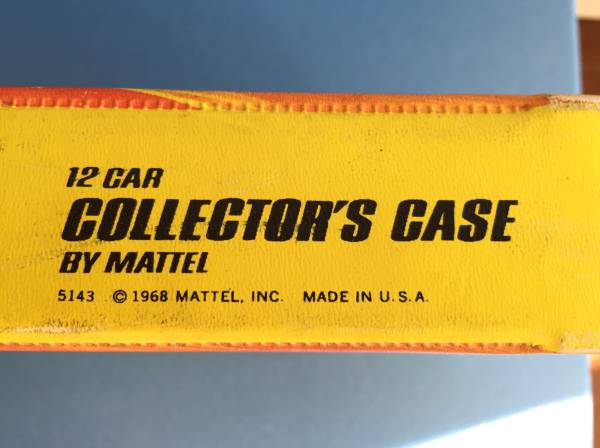 12 CAR
COLLECTOR'S CASE
BY MATTEL
5143 © 1968 MATTEL, INC. MADE IN U.S.A.